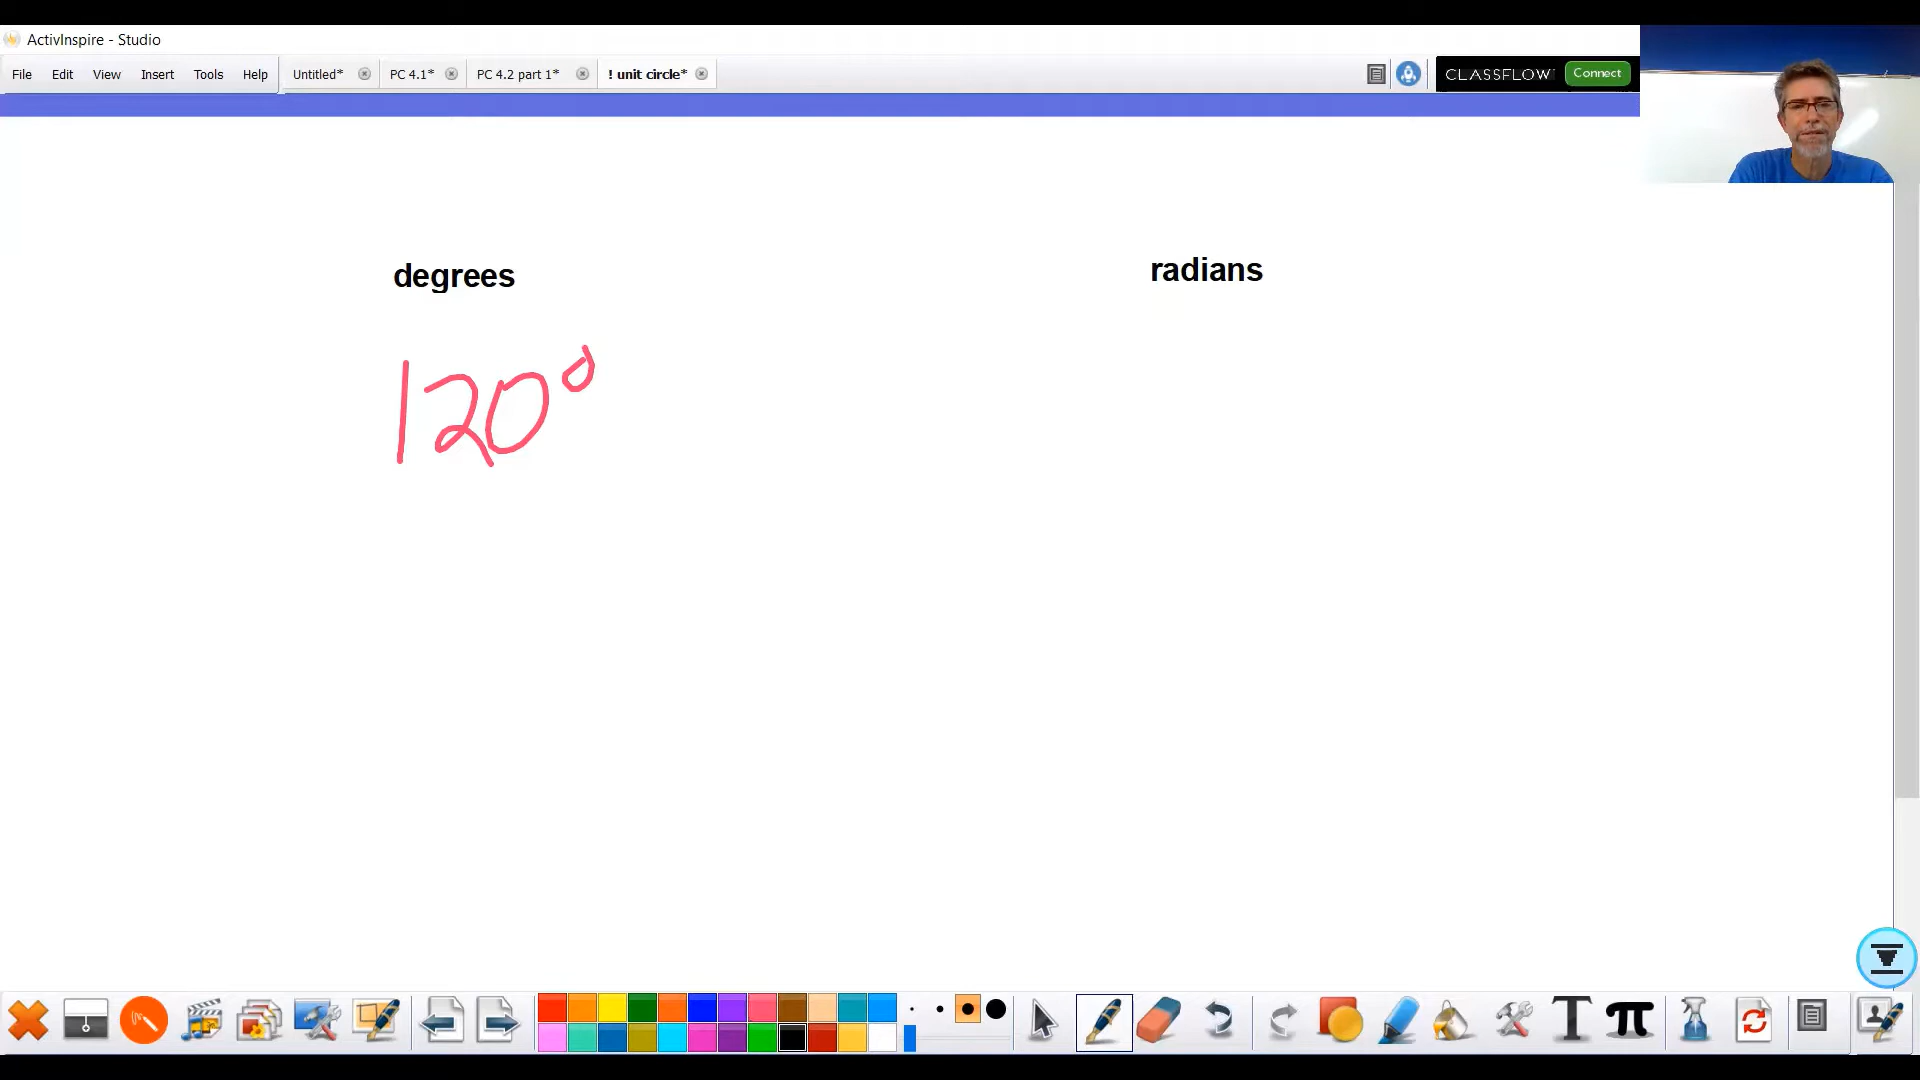 ActivInspire - Studio
File Edit View Insert Tools Help Untitled* PC 4.1* PC 4.2 part 1* ! unit circle* CLASSFLOW Connect
degrees radians
120°
T π